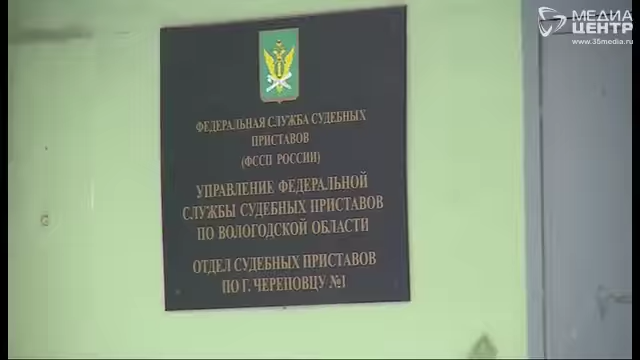 МЕДИА
ЦЕНТР
www.35media.ru
ФЕДЕРАЛЬНАЯ СЛУЖБА СУДЕБНЫХ
ПРИСТАВОВ
(ФССП РОССИИ)
УПРАВЛЕНИЕ ФЕДЕРАЛЬНОЙ
СЛУЖБЫ СУДЕБНЫХ ПРИСТАВОВ
ПО ВОЛОГОДСКОЙ ОБЛАСТИ
ОТДЕЛ СУДЕБНЫХ ПРИСТАВОВ
ПО Г. ЧЕРЕПОВЦУ №1